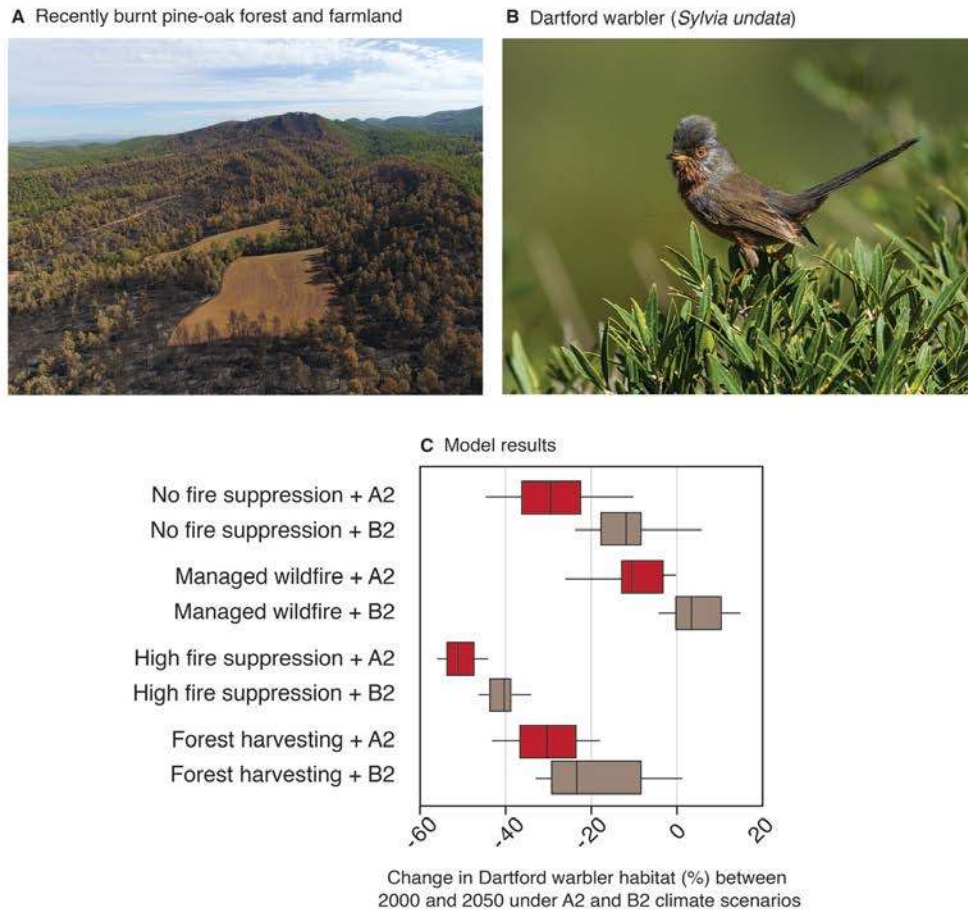 A Recently burnt pine-oak forest and farmland
B Dartford warbler (Sylvia undata)
C Model results
No fire suppression + A2
No fire suppression + B2
Managed wildfire + A2
Managed wildfire + B2
High fire suppression + A2
High fire suppression + B2
Forest harvesting + A2
Forest harvesting + B2
-60 -40 -20 0 20
Change in Dartford warbler habitat (%) between
2000 and 2050 under A2 and B2 climate scenarios